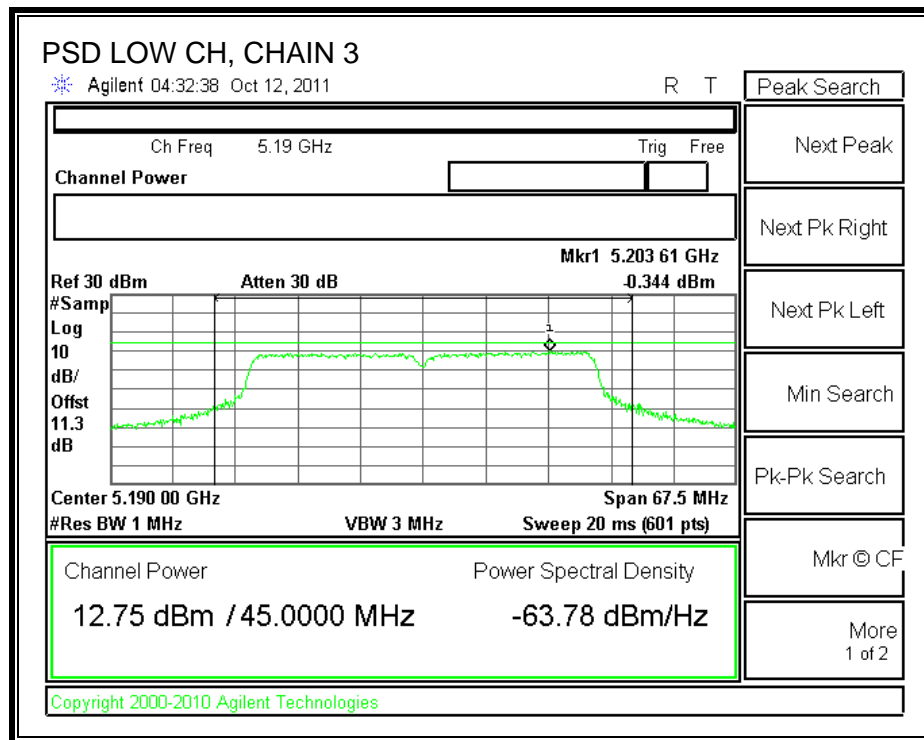 PSD LOW CH, CHAIN 3
Agilent 04:32:38 Oct 12, 2011 R T
Peak Search
Ch Freq 5.19 GHz Trig Free
Channel Power
Mkr1 5.203 61 GHz
Ref 30 dBm Atten 30 dB -0.344 dBm
#Samp
Log
10
dB/
Offst
11.3
dB
1
Center 5.190 00 GHz Span 67.5 MHz
#Res BW 1 MHz VBW 3 MHz Sweep 20 ms (601 pts)
Channel Power Power Spectral Density
12.75 dBm / 45.0000 MHz -63.78 dBm/Hz
Next Peak
Next Pk Right
Next Pk Left
Min Search
Pk-Pk Search
Mkr © CF
More
1 of 2
Copyright 2000-2010 Agilent Technologies